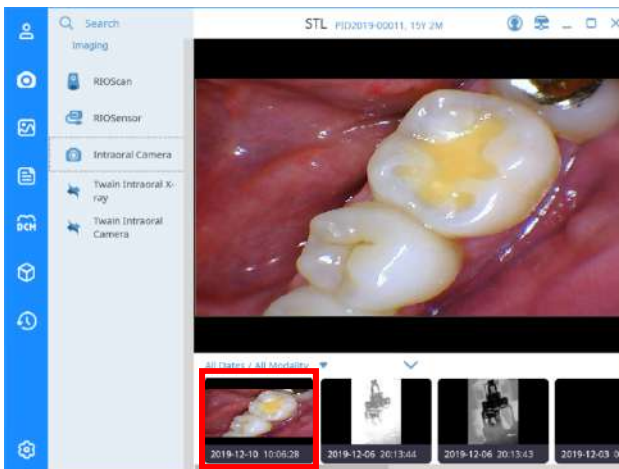 Search
STL PID2019-00011, 15Y 2M
Imaging
RIOScan
RIOSensor
Intraoral Camera
Twain Intraoral X-
ray
Twain Intraoral
Camera
DCM
All Dates / All Modality
2019-12-10 10:06:28
2019-12-06 20:13:44
2019-12-06 20:13:43
2019-12-03